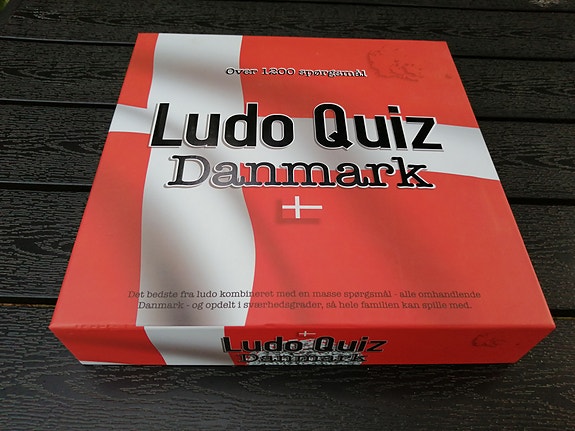 Over 1200 spørgsmål
Ludo Quiz
Danmark
Det bedste fra ludo kombineret med en masse spørgsmål - alle omhandlende
Danmark - og opdelt i sværhedsgrader, så hele familien kan spille med.
Ludo Quiz
Danmark